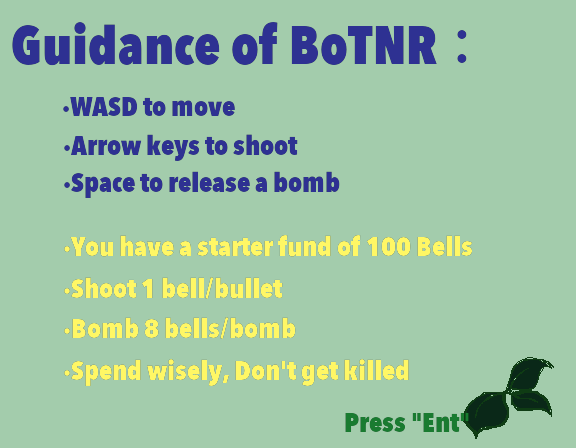 Guidance of BoTNR：
·WASD to move
·Arrow keys to shoot
·Space to release a bomb
·You have a starter fund of 100 Bells
·Shoot 1 bell/bullet
·Bomb 8 bells/bomb
·Spend wisely, Don't get killed
Press "Ent"